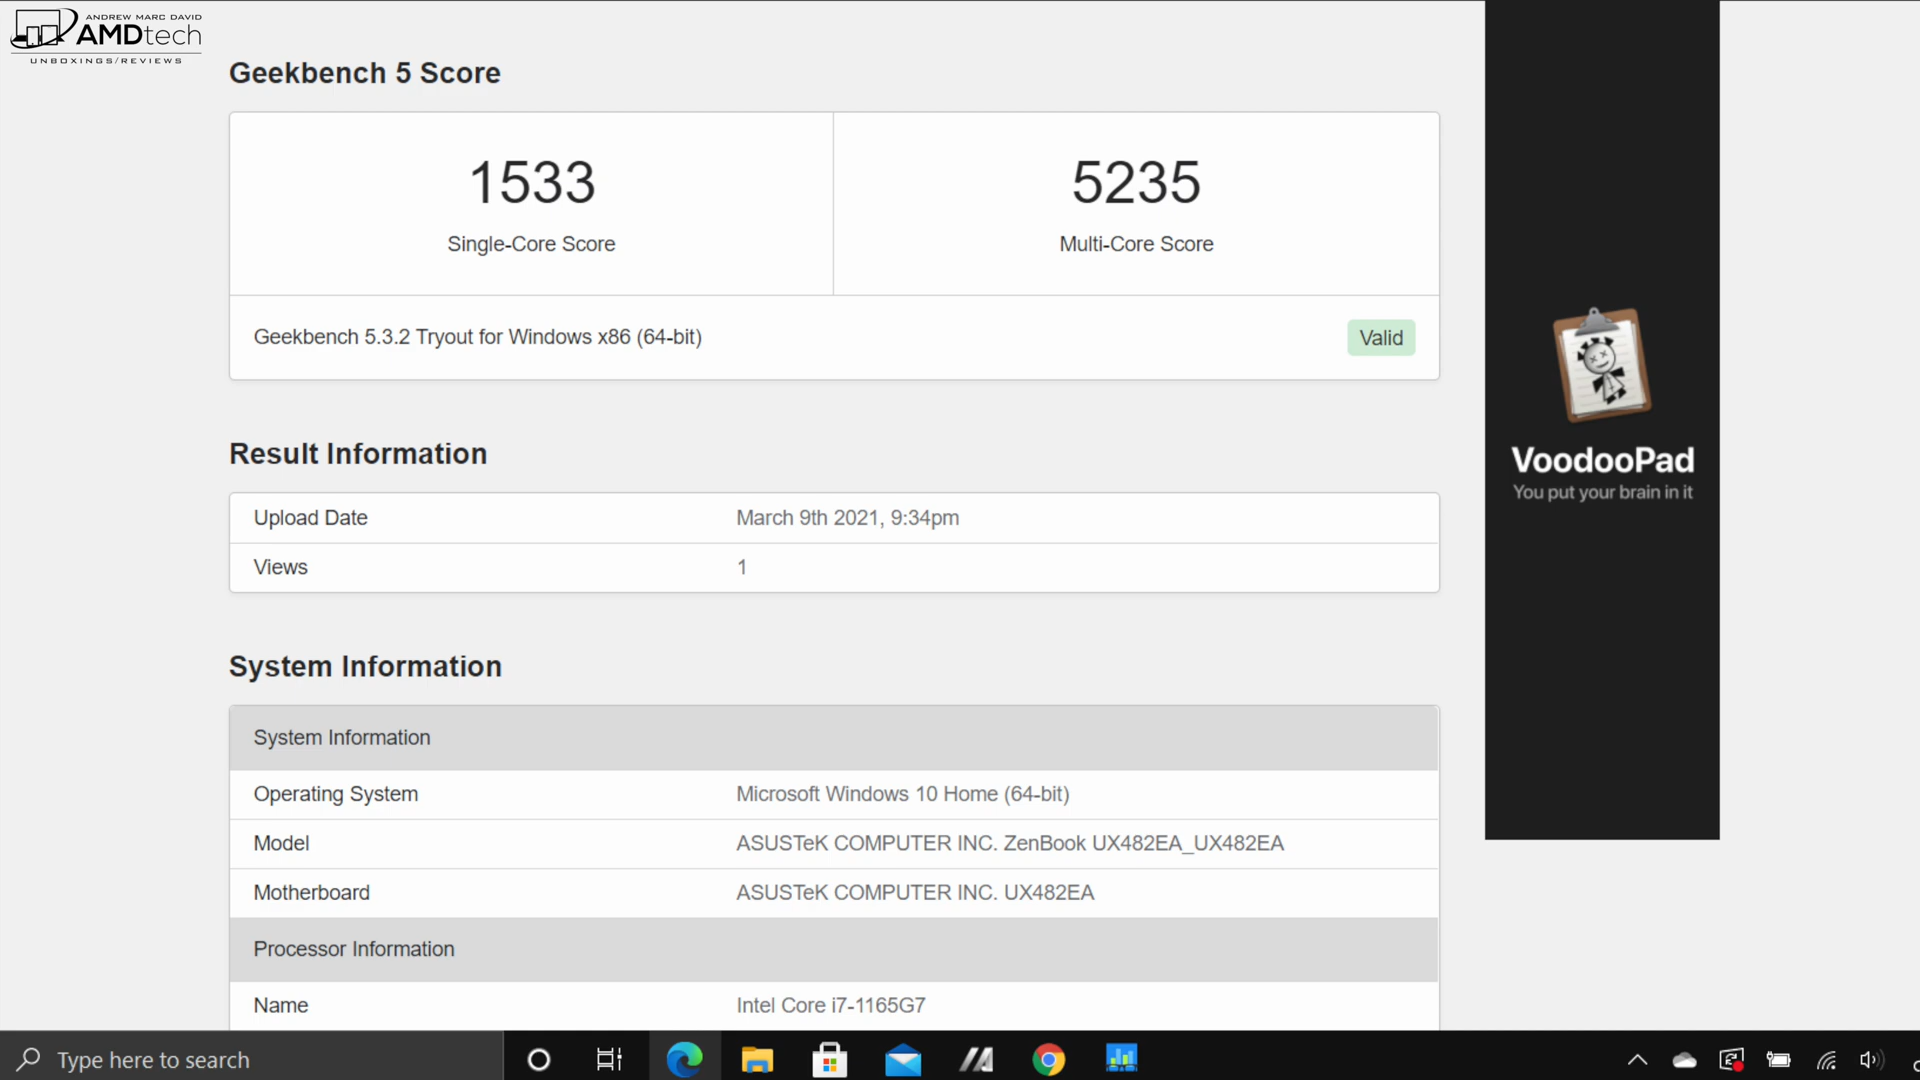 ANDREW MARC DAVID
AMDtech
UNBOXINGS/REVIEWS
Geekbench 5 Score
1533
Single-Core Score
5235
Multi-Core Score
Geekbench 5.3.2 Tryout for Windows x86 (64-bit)
Valid
VoodooPad
You put your brain in it
Result Information
Upload Date March 9th 2021, 9:34pm
Views 1
System Information
System Information
Operating System Microsoft Windows 10 Home (64-bit)
Model ASUSTeK COMPUTER INC. ZenBook UX482EA_UX482EA
Motherboard ASUSTeK COMPUTER INC. UX482EA
Processor Information
Name Intel Core i7-1165G7
Type here to search